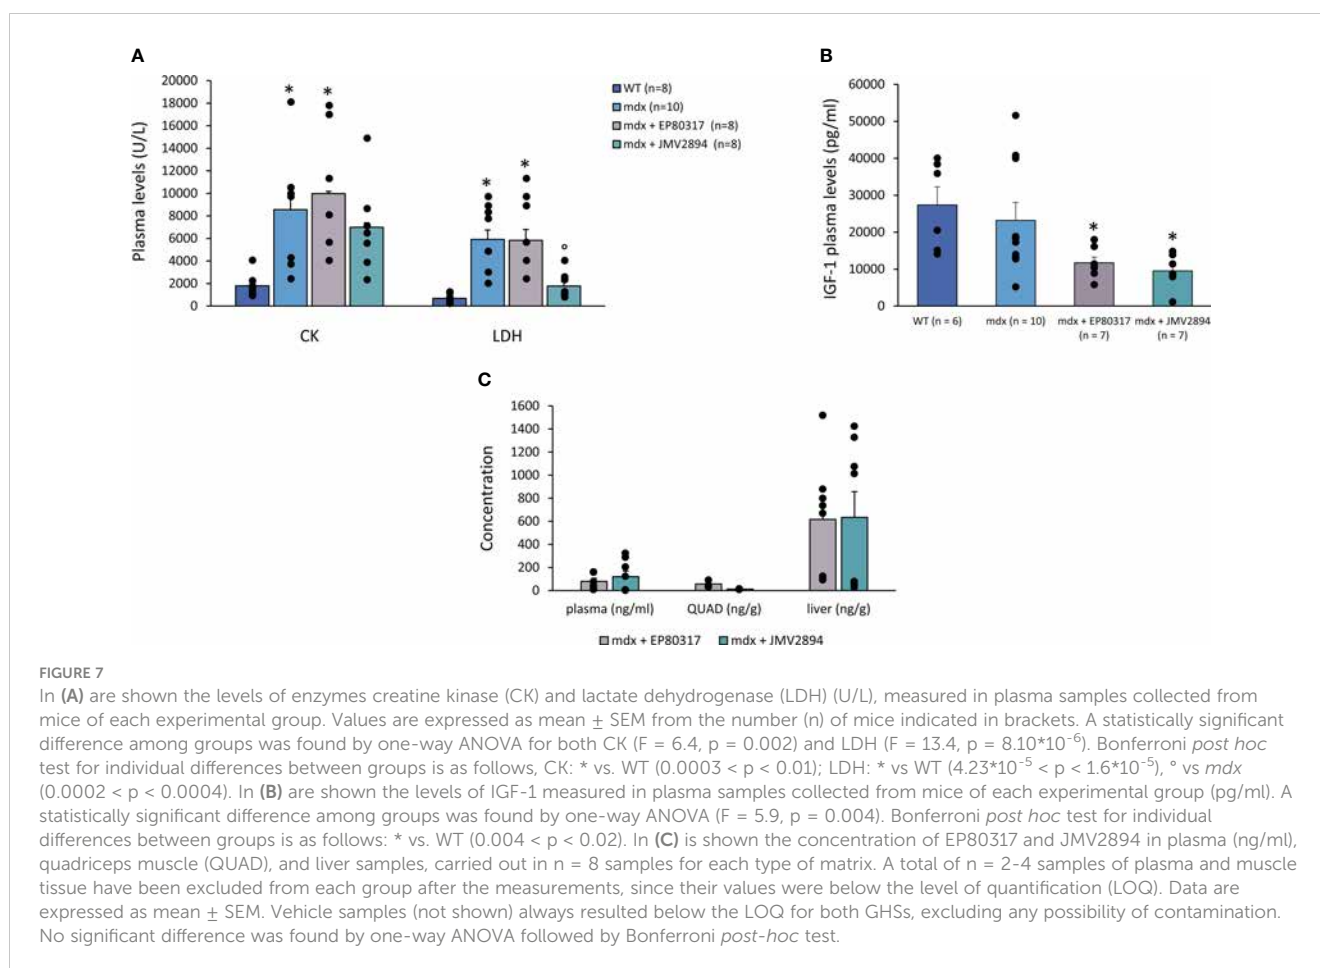 A
Plasma levels (U/L)
20000
18000
16000
14000
12000
10000
8000
6000
4000
2000
0
* *
* *
°
CK LDH
WT (n=8)
mdx (n=10)
mdx + EP80317 (n=8)
mdx + JMV2894 (n=8)
B
IGF-1 plasma levels (pg/ml)
60000
50000
40000
30000
20000
10000
0
* *
WT (n = 6) mdx (n = 10) mdx + EP80317 mdx + JMV2894
(n = 7) (n = 7)
C
Concentration
1600
1400
1200
1000
800
600
400
200
0
plasma (ng/ml) QUAD (ng/g) liver (ng/g)
mdx + EP80317 mdx + JMV2894
FIGURE 7
In (A) are shown the levels of enzymes creatine kinase (CK) and lactate dehydrogenase (LDH) (U/L), measured in plasma samples collected from
mice of each experimental group. Values are expressed as mean ± SEM from the number (n) of mice indicated in brackets. A statistically significant
difference among groups was found by one-way ANOVA for both CK (F = 6.4, p = 0.002) and LDH (F = 13.4, p = 8.10*10⁻⁶). Bonferroni post hoc
test for individual differences between groups is as follows, CK: * vs. WT (0.0003 < p < 0.01); LDH: * vs WT (4.23*10⁻⁵ < p < 1.6*10⁻⁵), ° vs mdx
(0.0002 < p < 0.0004). In (B) are shown the levels of IGF-1 measured in plasma samples collected from mice of each experimental group (pg/ml). A
statistically significant difference among groups was found by one-way ANOVA (F = 5.9, p = 0.004). Bonferroni post hoc test for individual
differences between groups is as follows: * vs. WT (0.004 < p < 0.02). In (C) is shown the concentration of EP80317 and JMV2894 in plasma (ng/ml),
quadriceps muscle (QUAD), and liver samples, carried out in n = 8 samples for each type of matrix. A total of n = 2-4 samples of plasma and muscle
tissue have been excluded from each group after the measurements, since their values were below the level of quantification (LOQ). Data are
expressed as mean ± SEM. Vehicle samples (not shown) always resulted below the LOQ for both GHSs, excluding any possibility of contamination.
No significant difference was found by one-way ANOVA followed by Bonferroni post-hoc test.